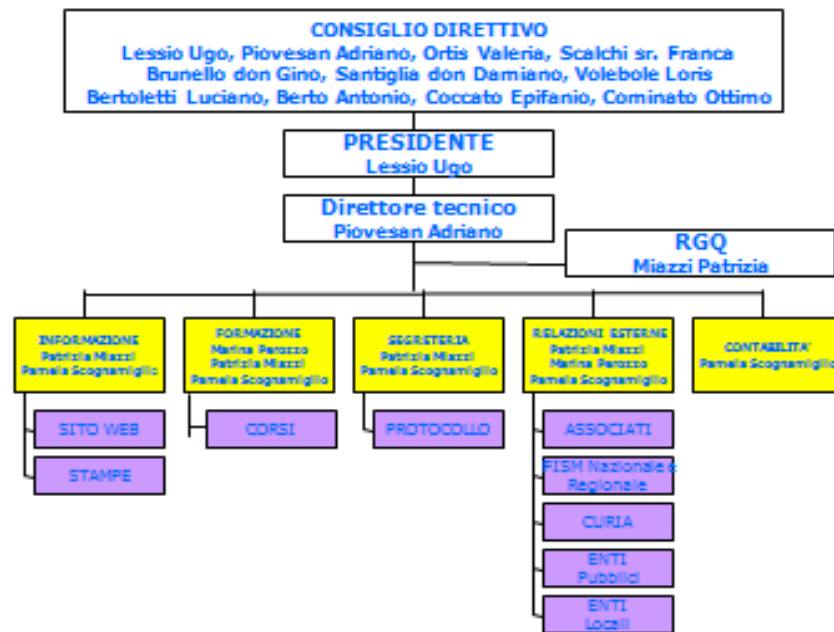 CONSIGLIO DIRETTIVO
Lessio Ugo, Piovesan Adriano, Ortis Valeria, Scalchi sr. Franca
Brunello don Gino, Santiglia don Damiano, Volebole Loris
Bertoletti Luciano, Berto Antonio, Coccato Epifanio, Cominato Ottimo
PRESIDENTE
Lessio Ugo
Direttore tecnico
Piovesan Adriano
RGQ
Miazzi Patrizia
INFORMAZIONE
Patrizia Miazzi
Pamela Scognamiglio
SITO WEB
STAMPE
FORMAZIONE
Marina Perozzo
Patrizia Miazzi
Pamela Scognamiglio
CORSI
SEGRETERIA
Patrizia Miazzi
Pamela Scognamiglio
PROTOCOLLO
RELAZIONI ESTERNE
Patrizia Miazzi
Marina Perozzo
Pamela Scognamiglio
ASSOCIATI
FISM Nazionale e
Regionale
CURIA
ENTI
Pubblici
ENTI
Locali
CONTABILITA'
Pamela Scognamiglio